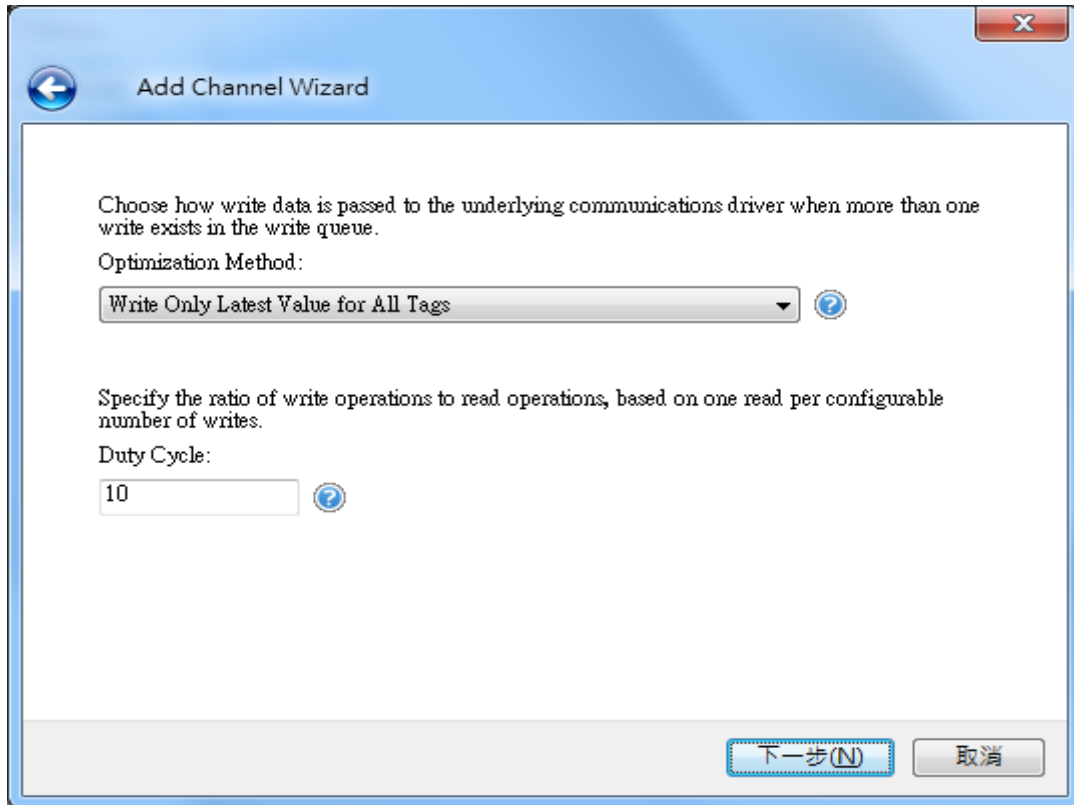 Add Channel Wizard
Choose how write data is passed to the underlying communications driver when more than one
write exists in the write queue.
Optimization Method:
Write Only Latest Value for All Tags
Specify the ratio of write operations to read operations, based on one read per configurable
number of writes.
Duty Cycle:
10
下一步(N) 取消